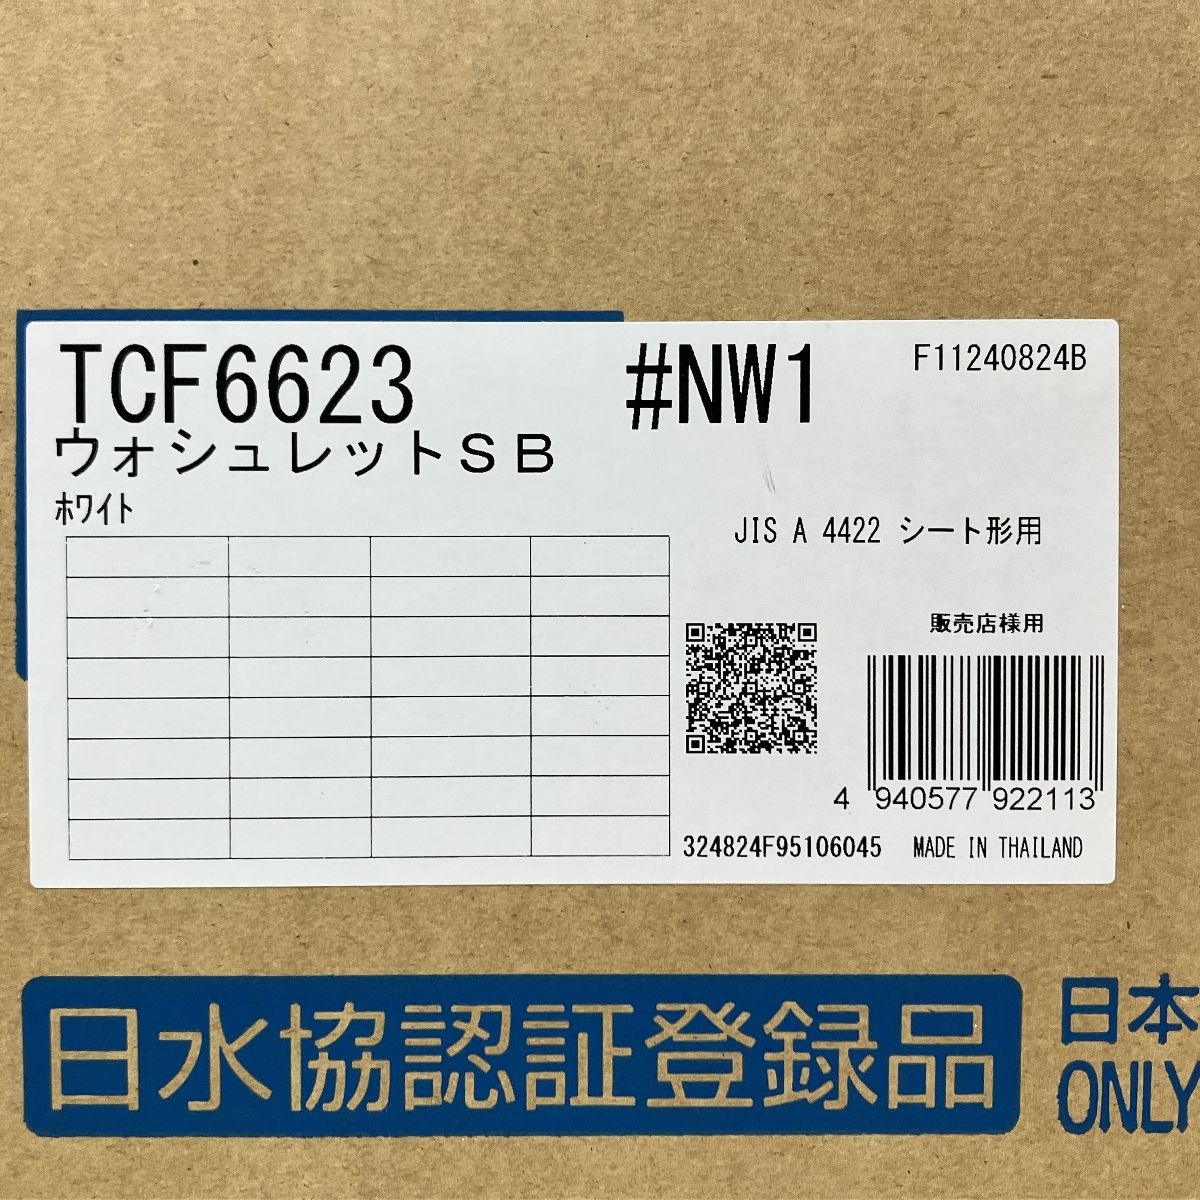 TCF6623 #NW1 F11240824B
ウォシュレットSB
ホワイト
JIS A 4422 シート形用
販売店様用
4 940577 922113
324824F95106045 MADE IN THAILAND
日水協認証登録品
日本
ONLY